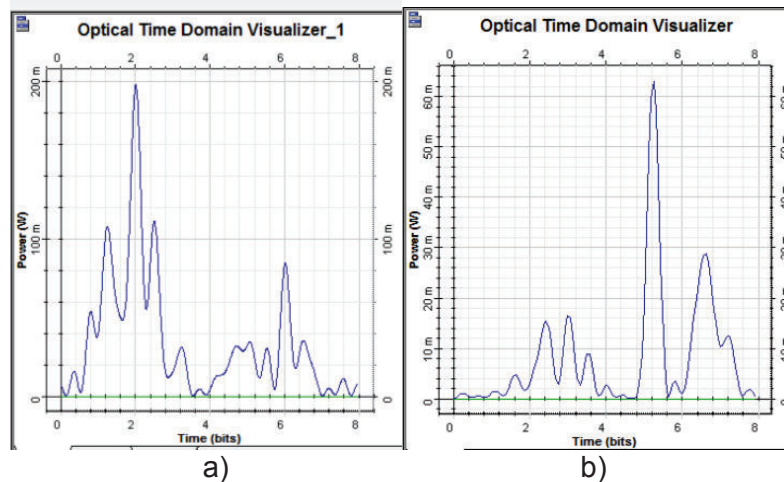 Optical Time Domain Visualizer_1
0 2 4 6 8
200 m
200 m
100 m
100 m
0
0
Power (W)
0 2 4 6 8
Time (bits)
a)
Optical Time Domain Visualizer
0 2 4 6 8
60 m
50 m
40 m
30 m
20 m
10 m
0
Power (W)
0 2 4 6 8
Time (bits)
b)